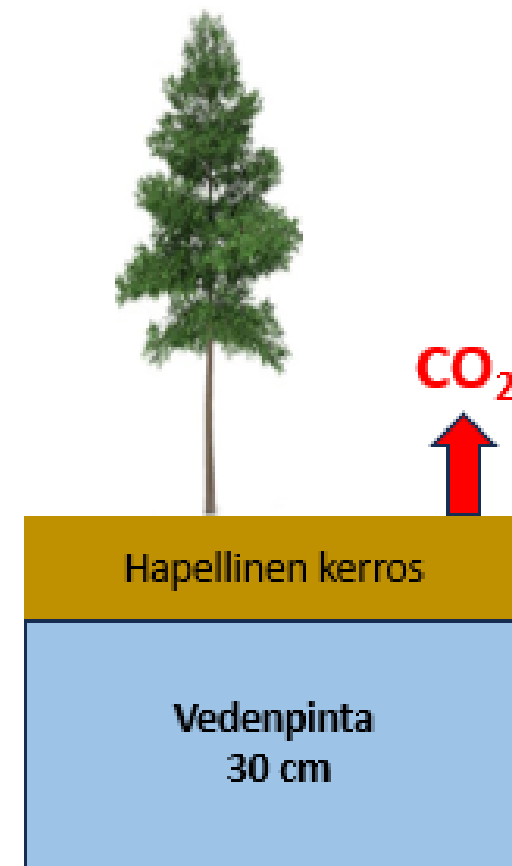 CO₂
Hapellinen kerros
Vedenpinta
30 cm